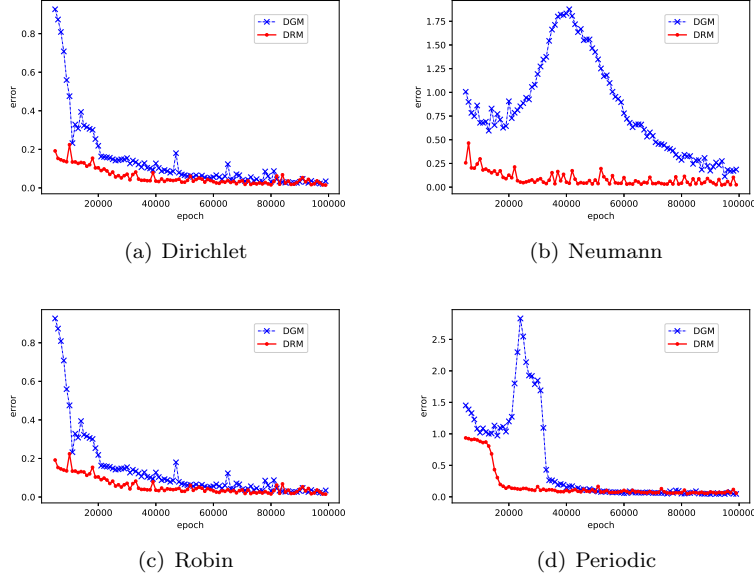 0.8
0.6
0.4
0.2
0.0
error
20000
40000
60000
80000
100000
epoch
DGM
DRM
(a) Dirichlet
1.75
1.50
1.25
1.00
0.75
0.50
0.25
0.00
error
0
20000
40000
60000
80000
100000
epoch
DGM
DRM
(b) Neumann
0.8
0.6
0.4
0.2
0.0
error
20000
40000
60000
80000
100000
epoch
DGM
DRM
(c) Robin
2.5
2.0
1.5
1.0
0.5
0.0
error
0
20000
40000
60000
80000
100000
epoch
DGM
DRM
(d) Periodic